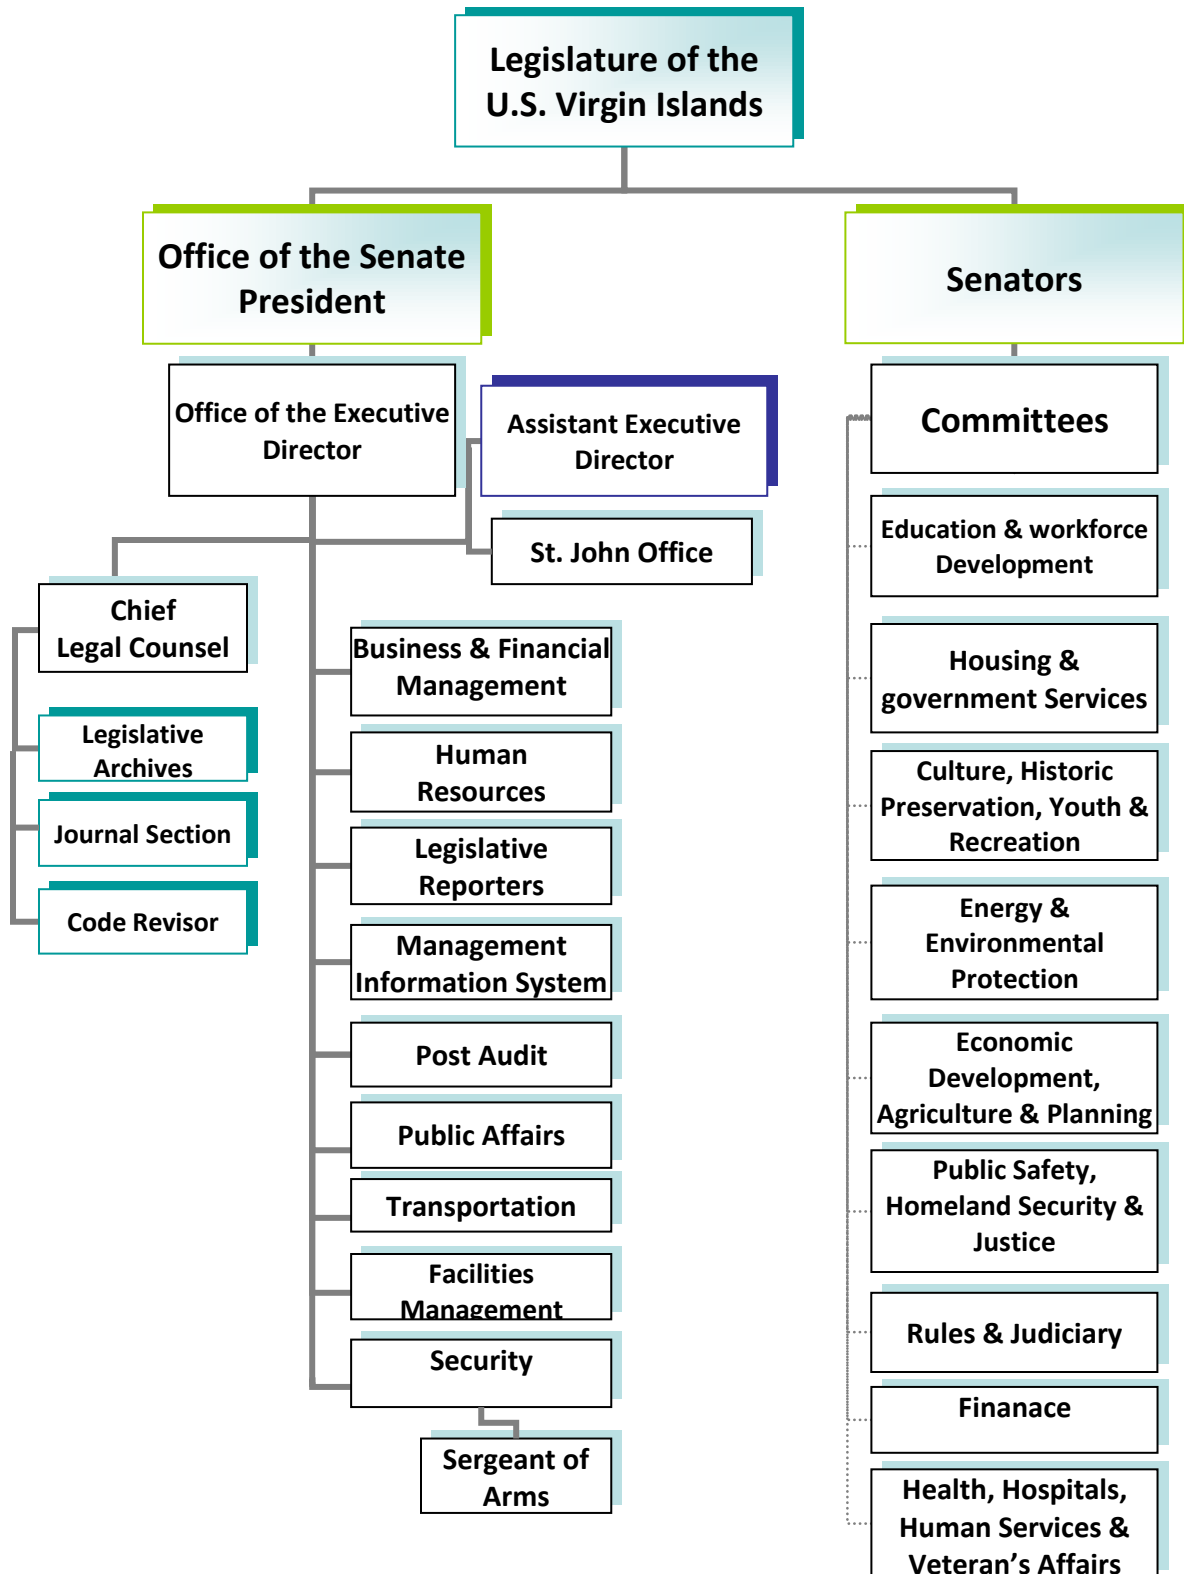 Legislature of the
U.S. Virgin Islands
Office of the Senate
President
Senators
Office of the Executive
Director
Assistant Executive
Director
St. John Office
Chief
Legal Counsel
Legislative
Archives
Journal Section
Code Revisor
Business & Financial
Management
Human
Resources
Legislative
Reporters
Management
Information System
Post Audit
Public Affairs
Transportation
Facilities
Management
Security
Sergeant of
Arms
Committees
Education & workforce
Development
Housing &
government Services
Culture, Historic
Preservation, Youth &
Recreation
Energy &
Environmental
Protection
Economic
Development,
Agriculture & Planning
Public Safety,
Homeland Security &
Justice
Rules & Judiciary
Finanace
Health, Hospitals,
Human Services &
Veteran’s Affairs